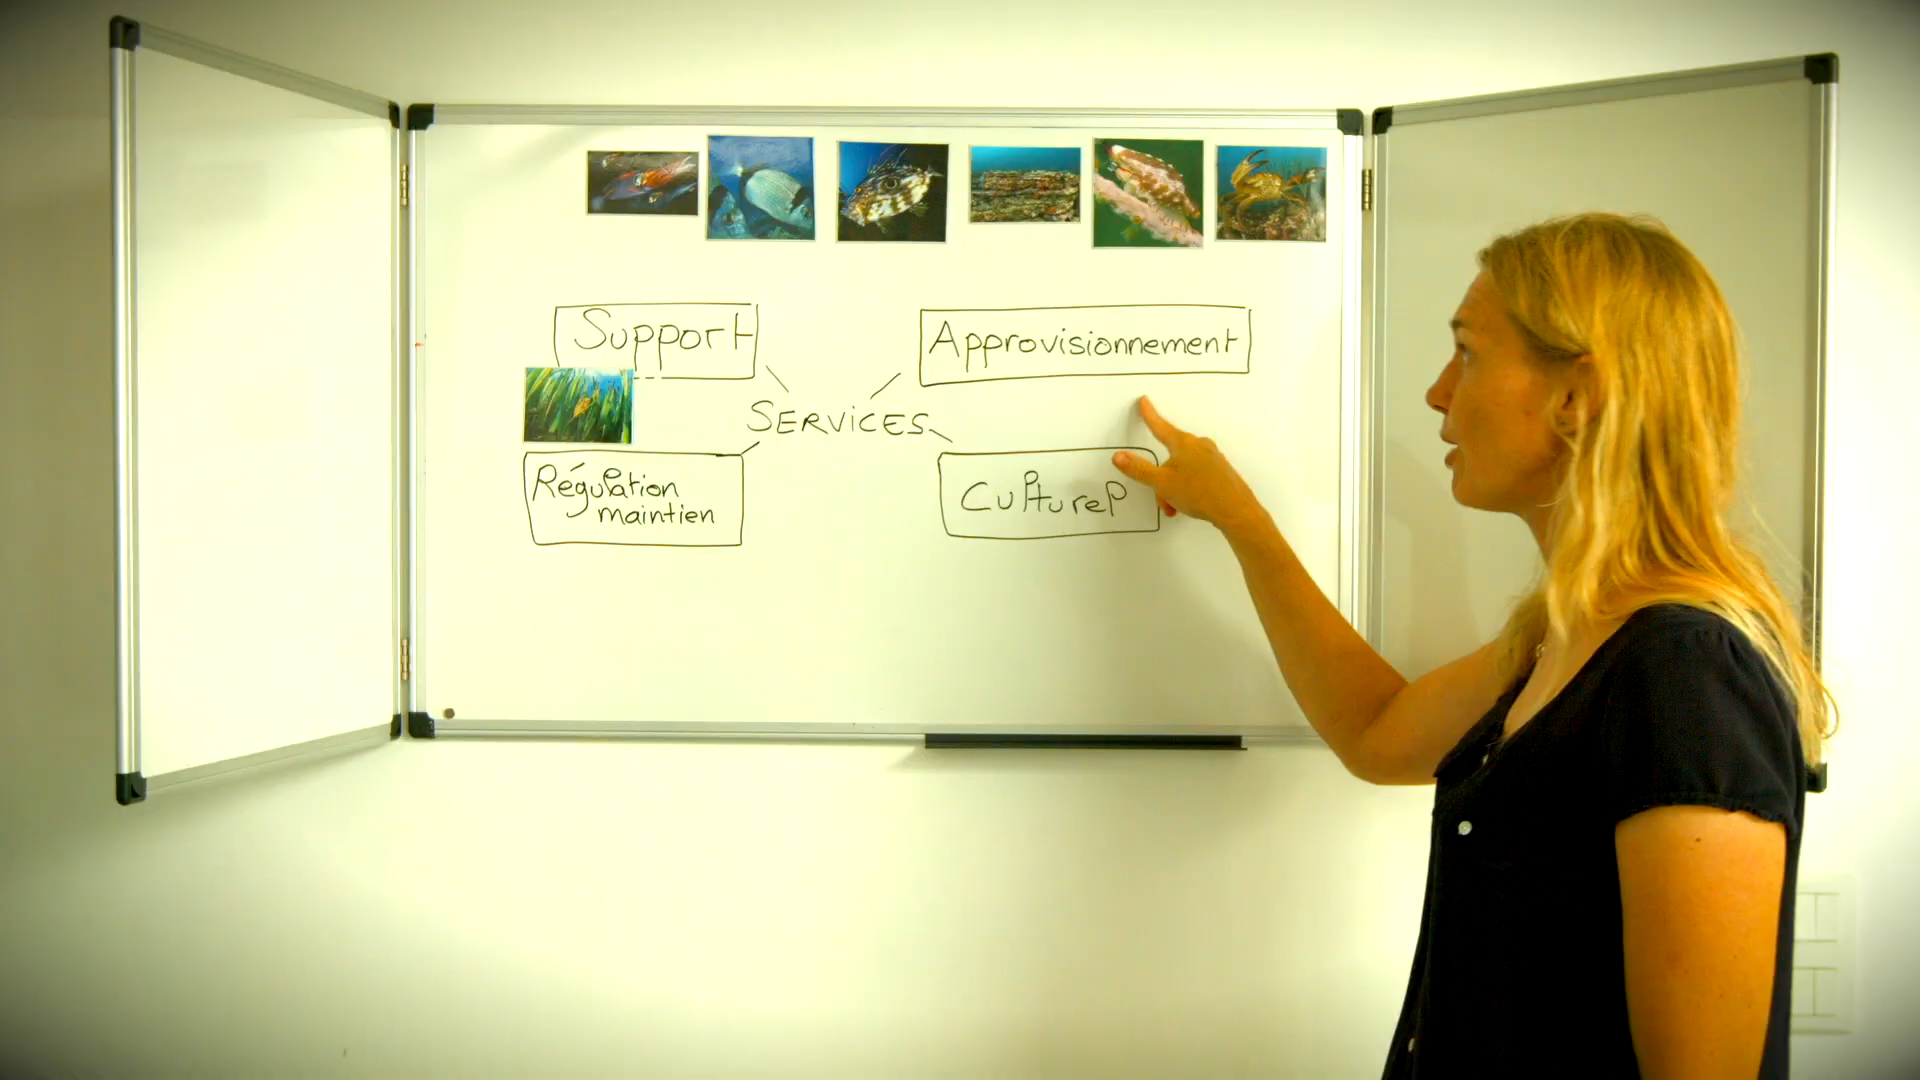 Support
Approvisionnement
SERVICES
Régulation
maintien
Culturel